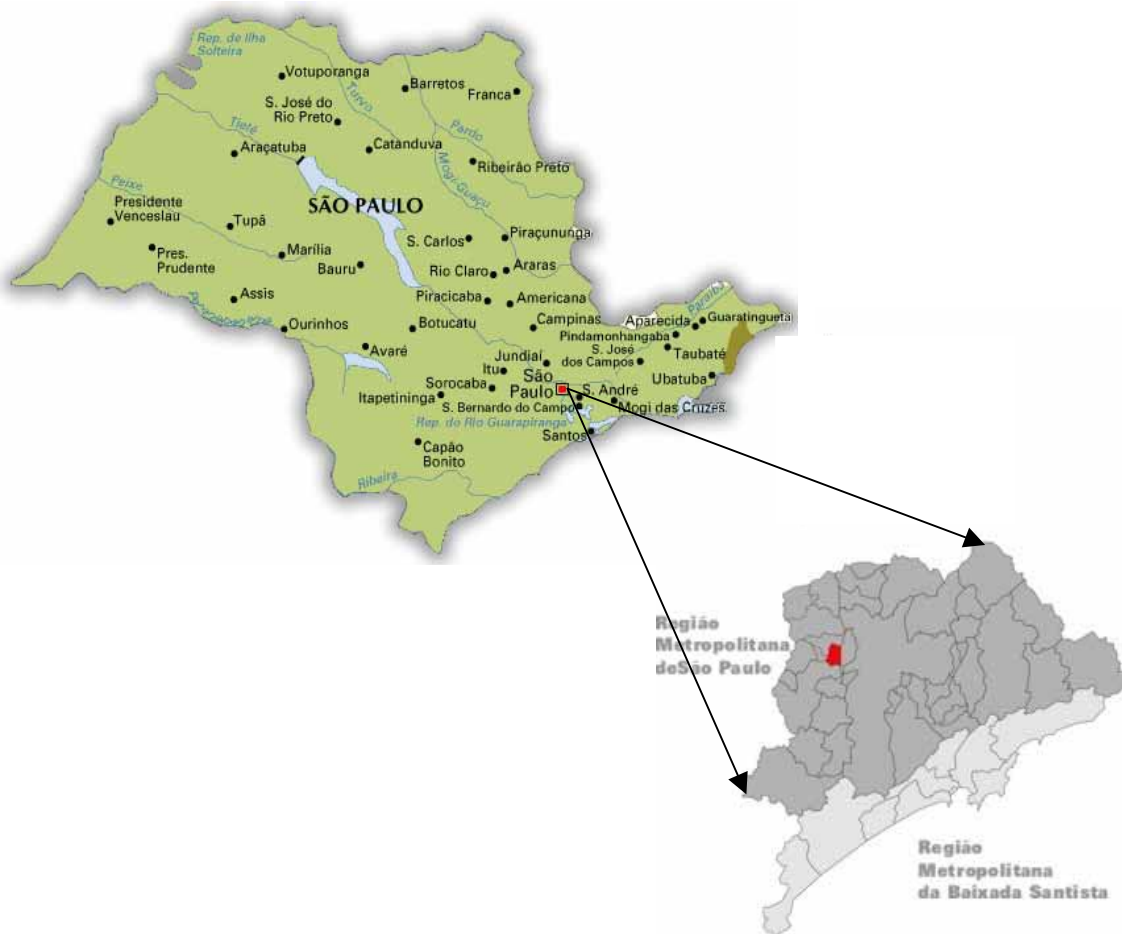 Rep. de Ilha
Solteira
Votuporanga
Barretos
Franca
Turvo
S. José do
Rio Preto
Tietê
Pardo
Araçatuba
Catanduva
Mogi-Guaçu
Ribeirão Preto
Peixe
Presidente
Venceslau
SÃO PAULO
Tupã
S. Carlos
Piraçununga
Pres.
Prudente
Marília
Bauru
Rio Claro
Araras
Assis
Piracicaba
Americana
Paraíba
Ourinhos
Botucatu
Campinas
Aparecida
Guaratinguetá
Pindamonhangaba
Avaré
Jundiaí
S. José
dos Campos
Taubaté
Itu
São
Paulo
Ubatuba
Sorocaba
S. André
Itapetininga
S. Bernardo do Campo
Mogi das Cruzes
Rep. do Rio Guarapiranga
Santos
Capão
Bonito
Ribeira
Região
Metropolitana
deSão Paulo
Região
Metropolitana
da Baixada Santista